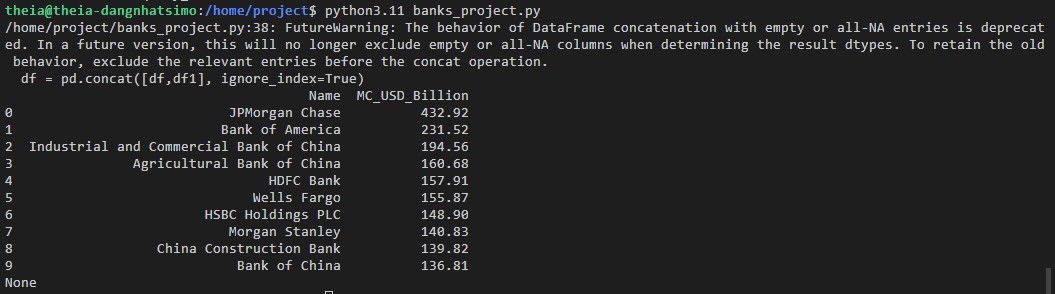 theia@theia-dangnhatsimo:/home/project$ python3.11 banks_project.py
/home/project/banks_project.py:38: FutureWarning: The behavior of DataFrame concatenation with empty or all-NA entries is deprecat
ed. In a future version, this will no longer exclude empty or all-NA columns when determining the result dtypes. To retain the old
 behavior, exclude the relevant entries before the concat operation.
  df = pd.concat([df,df1], ignore_index=True)
                                      Name  MC_USD_Billion
0                           JPMorgan Chase          432.92
1                          Bank of America          231.52
2  Industrial and Commercial Bank of China          194.56
3               Agricultural Bank of China          160.68
4                                HDFC Bank          157.91
5                              Wells Fargo          155.87
6                        HSBC Holdings PLC          148.90
7                           Morgan Stanley          140.83
8                  China Construction Bank          139.82
9                            Bank of China          136.81
None